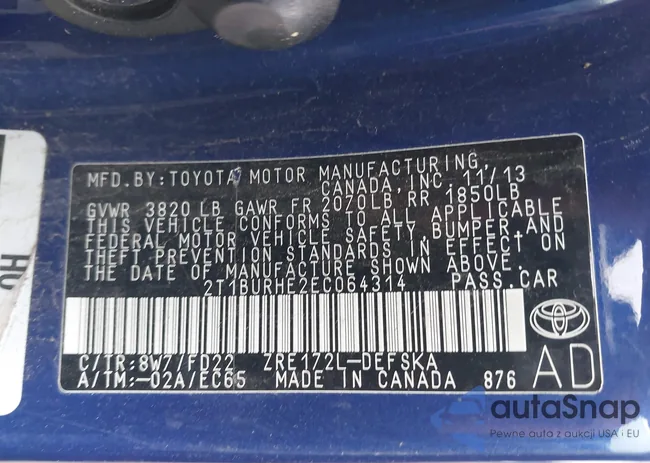 MFD. BY: TOYOTA MOTOR MANUFACTURING,
CANADA, INC. 11/13
GVWR 3820 LB GAWR FR 2070LB RR 1850LB
THIS VEHICLE CONFORMS TO ALL APPLICABLE
FEDERAL MOTOR VEHICLE SAFETY, BUMPER, AND
THEFT PREVENTION STANDARDS IN EFFECT ON
THE DATE OF MANUFACTURE SHOWN ABOVE.
2T1BURHE2EC064314 PASS. CAR
C/TR: 8W7/FD22 ZRE172L-DEFSKA
A/TM: -02A/EC65 MADE IN CANADA 876
AD
autaSnap
Pewne auta z aukcji USA i EU